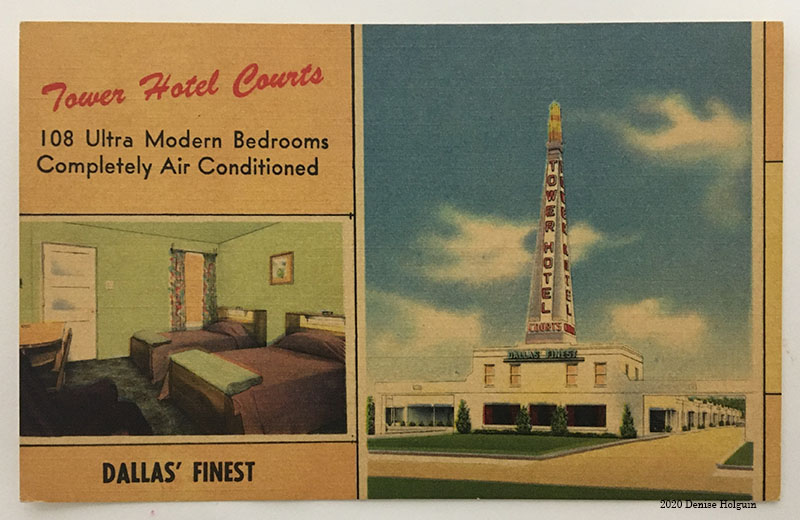 Tower Hotel Courts
108 Ultra Modern Bedrooms
Completely Air Conditioned
DALLAS' FINEST
TOWER HOTEL
TOWER HOTEL
COURTS
DALLAS' FINEST
2020 Denise Holguin